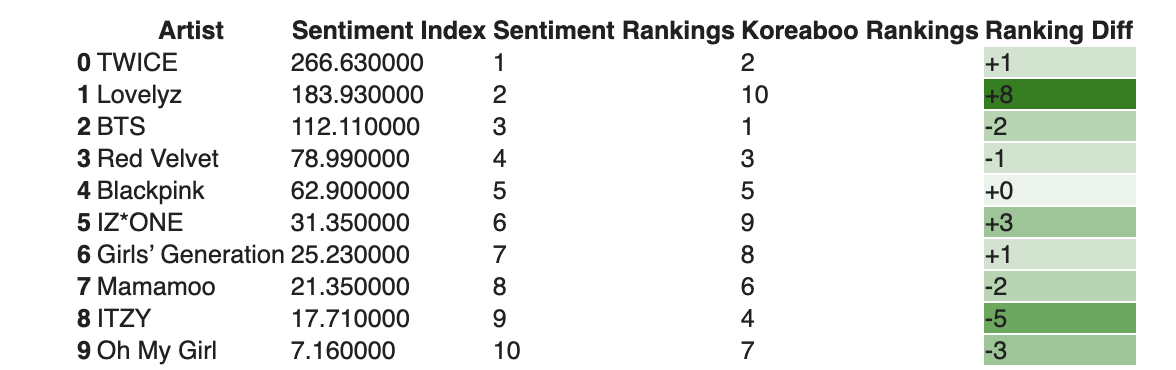 Artist Sentiment Index Sentiment Rankings Koreaboo Rankings Ranking Diff
0 TWICE 266.630000 1 2 +1
1 Lovelyz 183.930000 2 10 +8
2 BTS 112.110000 3 1 -2
3 Red Velvet 78.990000 4 3 -1
4 Blackpink 62.900000 5 5 +0
5 IZ*ONE 31.350000 6 9 +3
6 Girls’ Generation 25.230000 7 8 +1
7 Mamamoo 21.350000 8 6 -2
8 ITZY 17.710000 9 4 -5
9 Oh My Girl 7.160000 10 7 -3